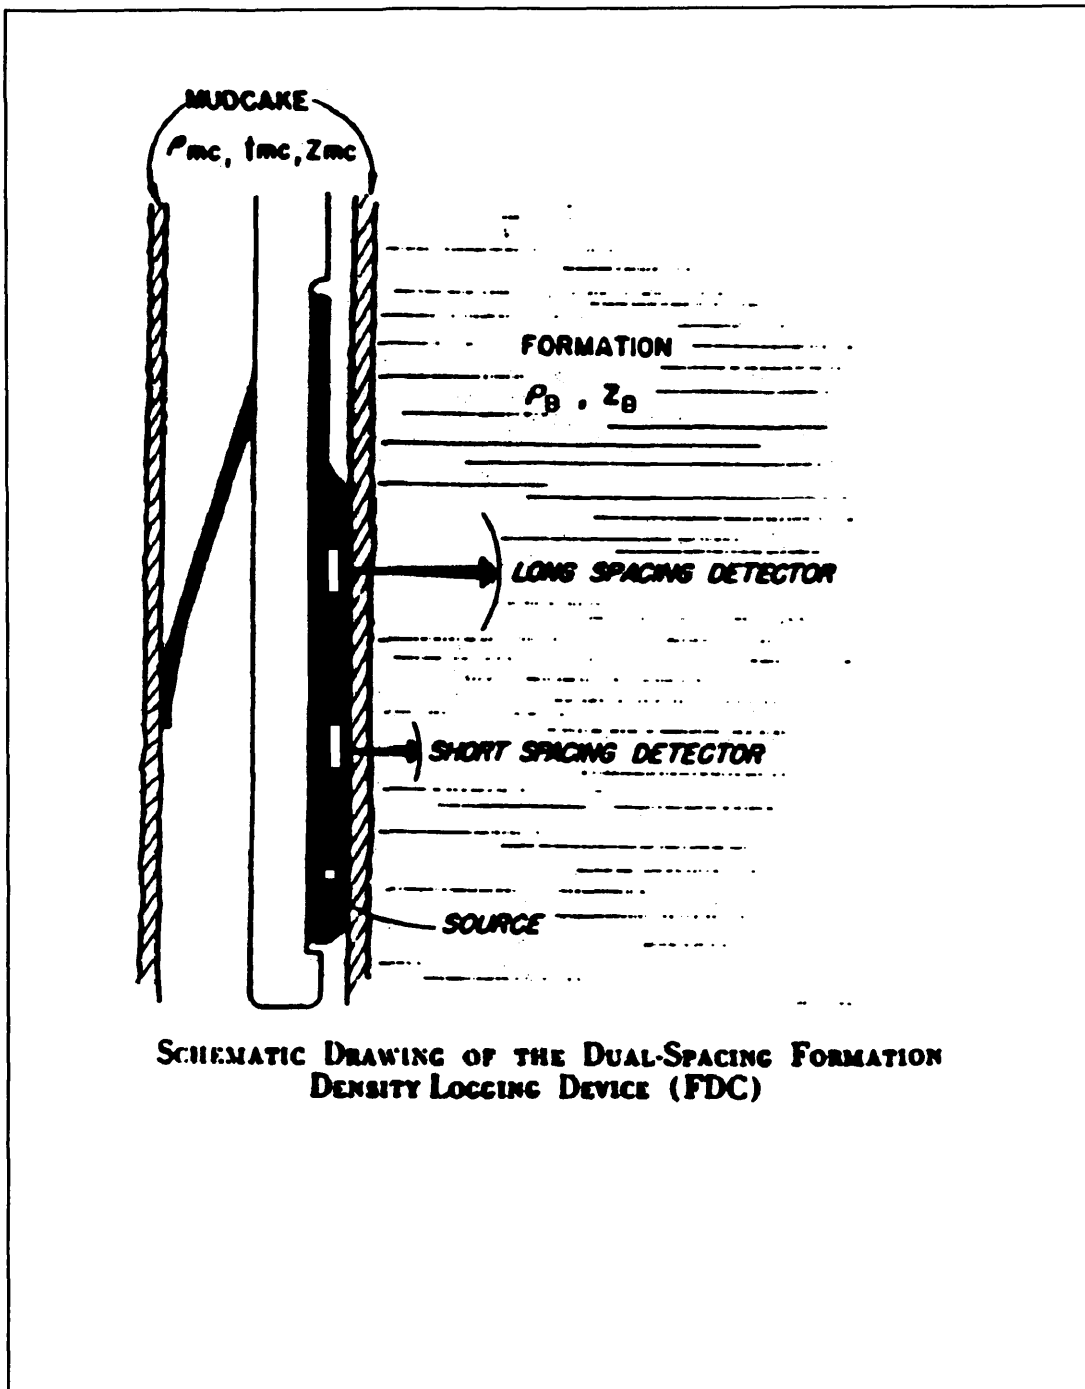 MUDCAKE
ρmc, tmc, Zmc
FORMATION
ρB , ZB
LONG SPACING DETECTOR
SHORT SPACING DETECTOR
SOURCE
SCHEMATIC DRAWING OF THE DUAL-SPACING FORMATION
DENSITY LOGGING DEVICE (FDC)